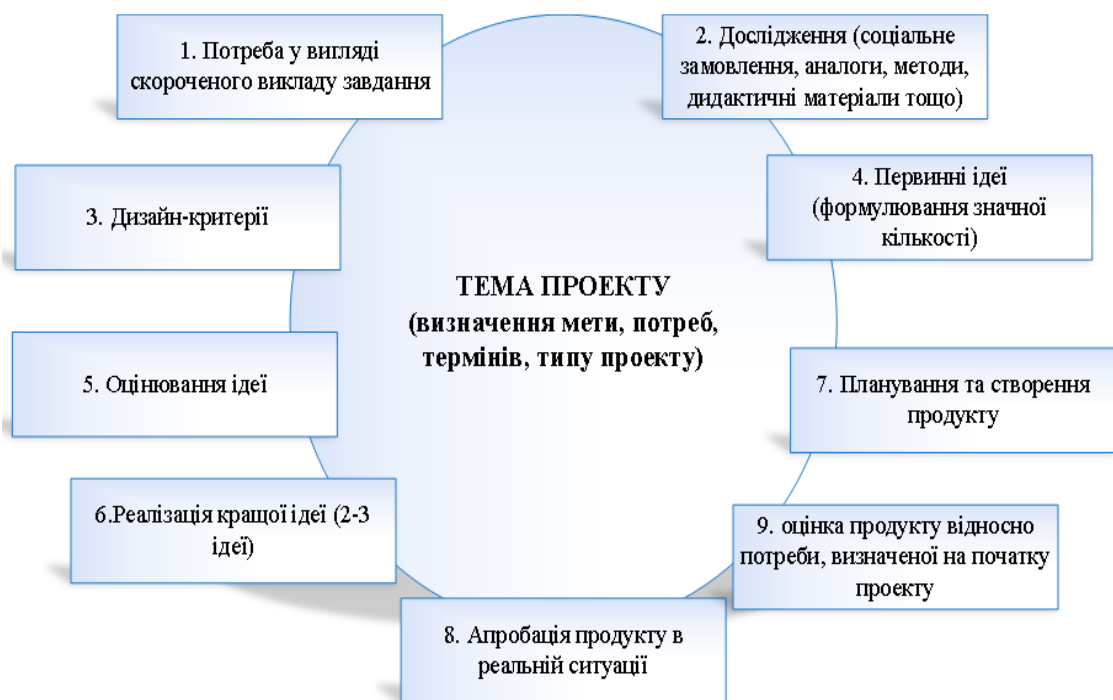 1. Потреба у вигляді
скороченого викладу завдання
2. Дослідження (соціальне
замовлення, аналоги, методи,
дидактичні матеріали тощо)
3. Дизайн-критерії
4. Первинні ідеї
(формулювання значної
кількості)
ТЕМА ПРОЕКТУ
(визначення мети, потреб,
термінів, типу проекту)
5. Оцінювання ідеї
7. Планування та створення
продукту
6.Реалізація кращої ідеї (2-3
ідеї)
9. оцінка продукту відносно
потреби, визначеної на початку
проекту
8. Апробація продукту в
реальній ситуації